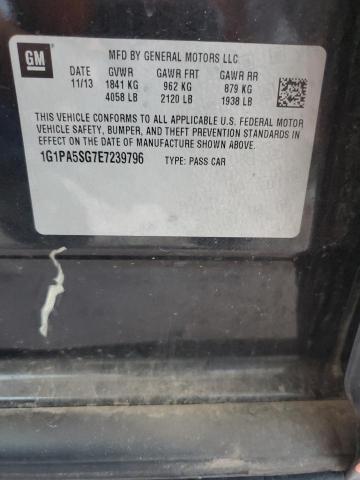 GM
MFD BY GENERAL MOTORS LLC
DATE GVWR GAWR FRT GAWR RR
11/13 1841 KG 962 KG 879 KG
4058 LB 2120 LB 1938 LB
THIS VEHICLE CONFORMS TO ALL APPLICABLE U.S. FEDERAL MOTOR
VEHICLE SAFETY, BUMPER, AND THEFT PREVENTION STANDARDS IN
EFFECT ON THE DATE OF MANUFACTURE SHOWN ABOVE.
1G1PA5SG7E7239796 TYPE: PASS CAR